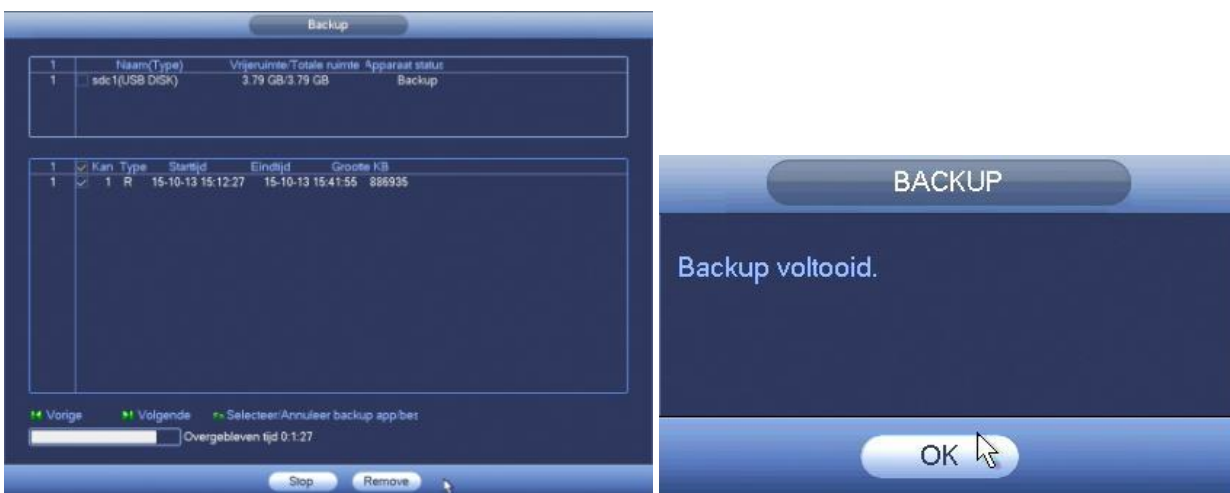 Backup
1 Naam(Type) Vrijeruimte/Totale ruimte Apparaat status
1 sdc1(USB DISK) 3.79 GB/3.79 GB Backup
1 Kan Type Starttijd Eindtijd Grootte KB
1 1 R 15-10-13 15:12:27 15-10-13 15:41:55 886935
Vorige Volgende Fn Selecteer/Annuleer backup app/bes
Overgebleven tijd 0:1:27
Stop Remove
BACKUP
Backup voltooid.
OK